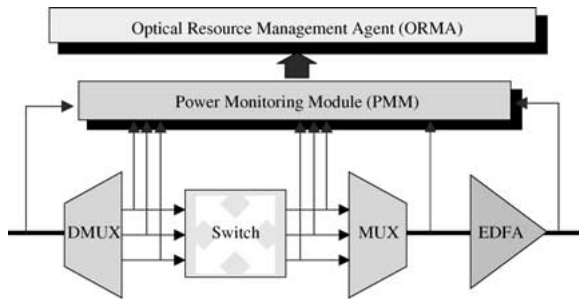 Optical Resource Management Agent (ORMA)
Power Monitoring Module (PMM)
DMUX
Switch
MUX
EDFA